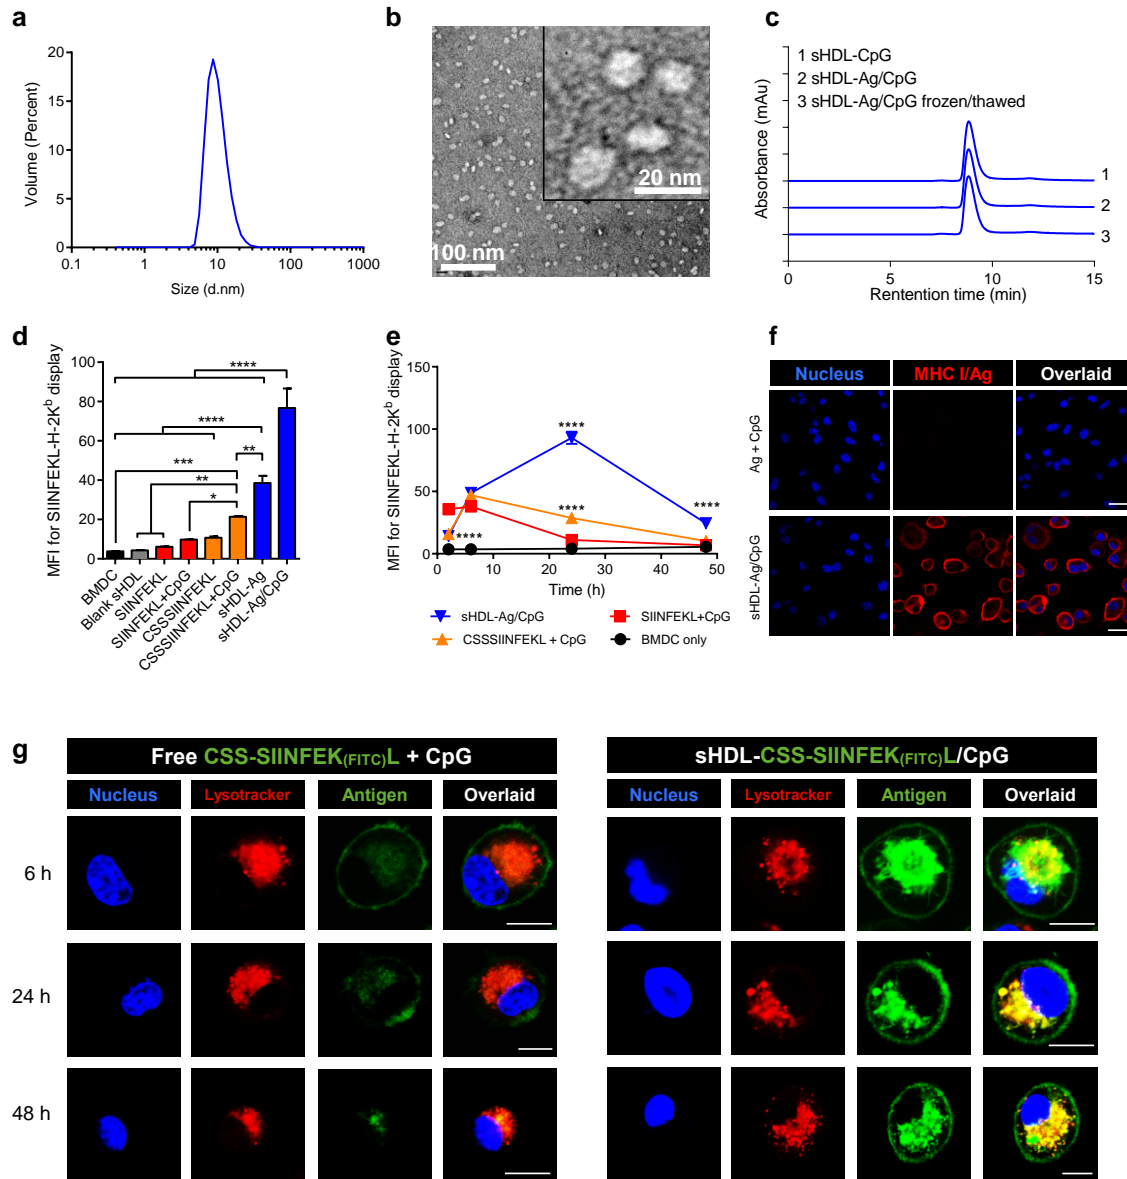 a
Volume (Percent)
20
15
10
5
0
0.1
1
10
100
1000
Size (d.nm)
b
20 nm
100 nm
c
Absorbance (mAu)
1 sHDL-CpG
2 sHDL-Ag/CpG
3 sHDL-Ag/CpG frozen/thawed
1
2
3
0
5
10
15
Rentention time (min)
d
MFI for SIINFEKL-H-2Kᵇ display
100
80
60
40
20
0
****
****
***
**
**
*
BMDC
Blank sHDL
SIINFEKL
SIINFEKL+CpG
CSSSIINFEKL
CSSSIINFEKL+CpG
sHDL-Ag
sHDL-Ag/CpG
e
MFI for SIINFEKL-H-2Kᵇ display
150
100
50
0
****
****
****
****
0
10
20
30
40
50
Time (h)
sHDL-Ag/CpG
SIINFEKL+CpG
CSSSIINFEKL + CpG
BMDC only
f
Nucleus
MHC I/Ag
Overlaid
Ag + CpG
sHDL-Ag/CpG
g
Free CSS-SIINFEK(FITC)L + CpG
Nucleus
Lysotracker
Antigen
Overlaid
sHDL-CSS-SIINFEK(FITC)L/CpG
Nucleus
Lysotracker
Antigen
Overlaid
6 h
24 h
48 h